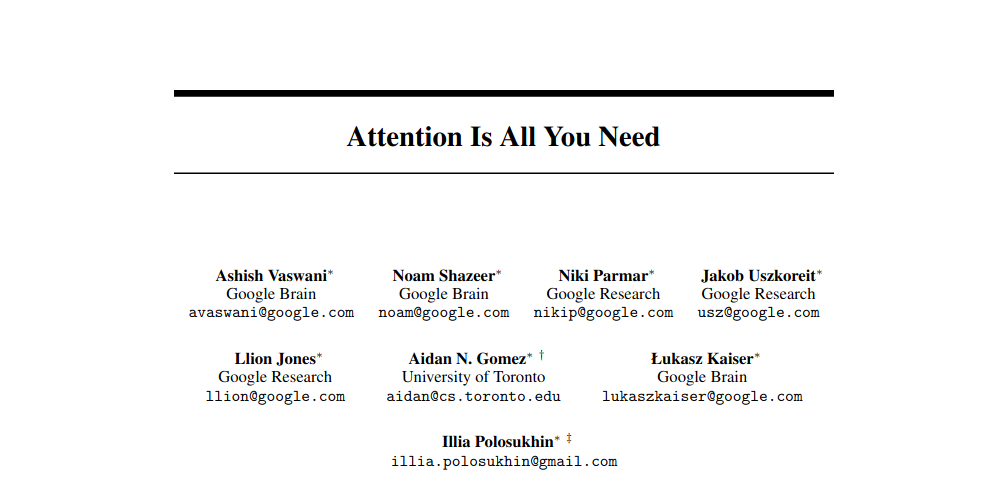 Attention Is All You Need
Ashish Vaswani* Noam Shazeer* Niki Parmar* Jakob Uszkoreit*
Google Brain Google Brain Google Research Google Research
avaswani@google.com noam@google.com nikip@google.com usz@google.com
Llion Jones* Aidan N. Gomez* † Łukasz Kaiser*
Google Research University of Toronto Google Brain
llion@google.com aidan@cs.toronto.edu lukaszkaiser@google.com
Illia Polosukhin* ‡
illia.polosukhin@gmail.com